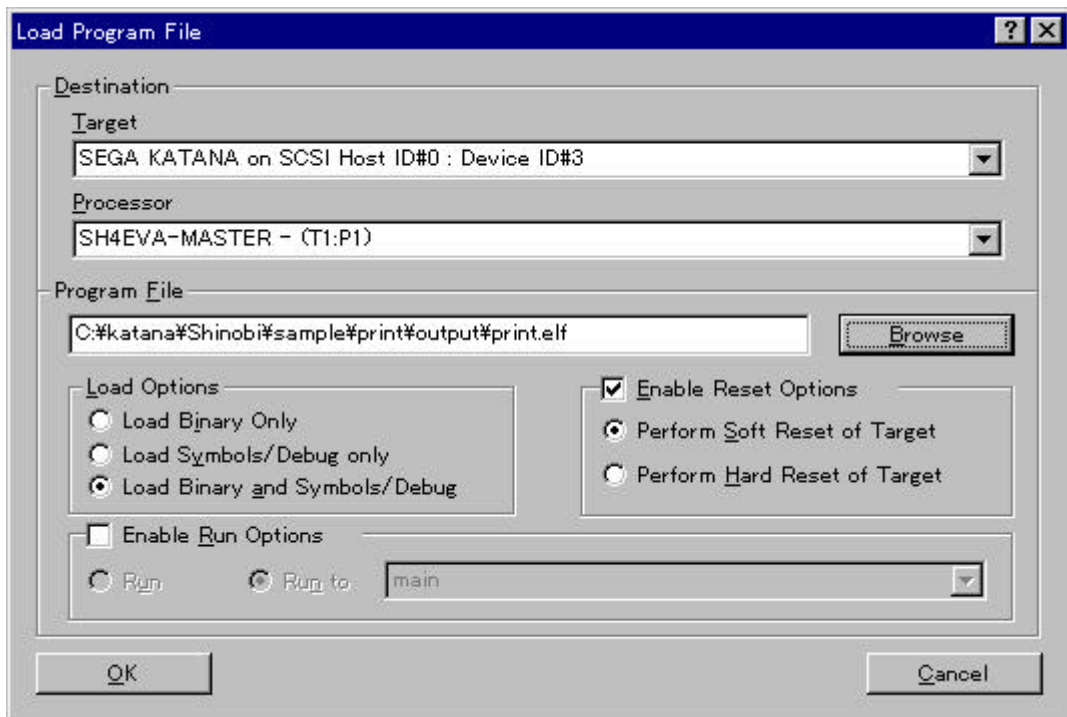 Load Program File
Destination
Target
SEGA KATANA on SCSI Host ID#0 : Device ID#3
Processor
SH4EVA-MASTER - (T1:P1)
Program File
C:¥katana¥Shinobi¥sample¥print¥output¥print.elf
Browse
Load Options
Load Binary Only
Load Symbols/Debug only
Load Binary and Symbols/Debug
Enable Reset Options
Perform Soft Reset of Target
Perform Hard Reset of Target
Enable Run Options
Run Run to main
OK Cancel